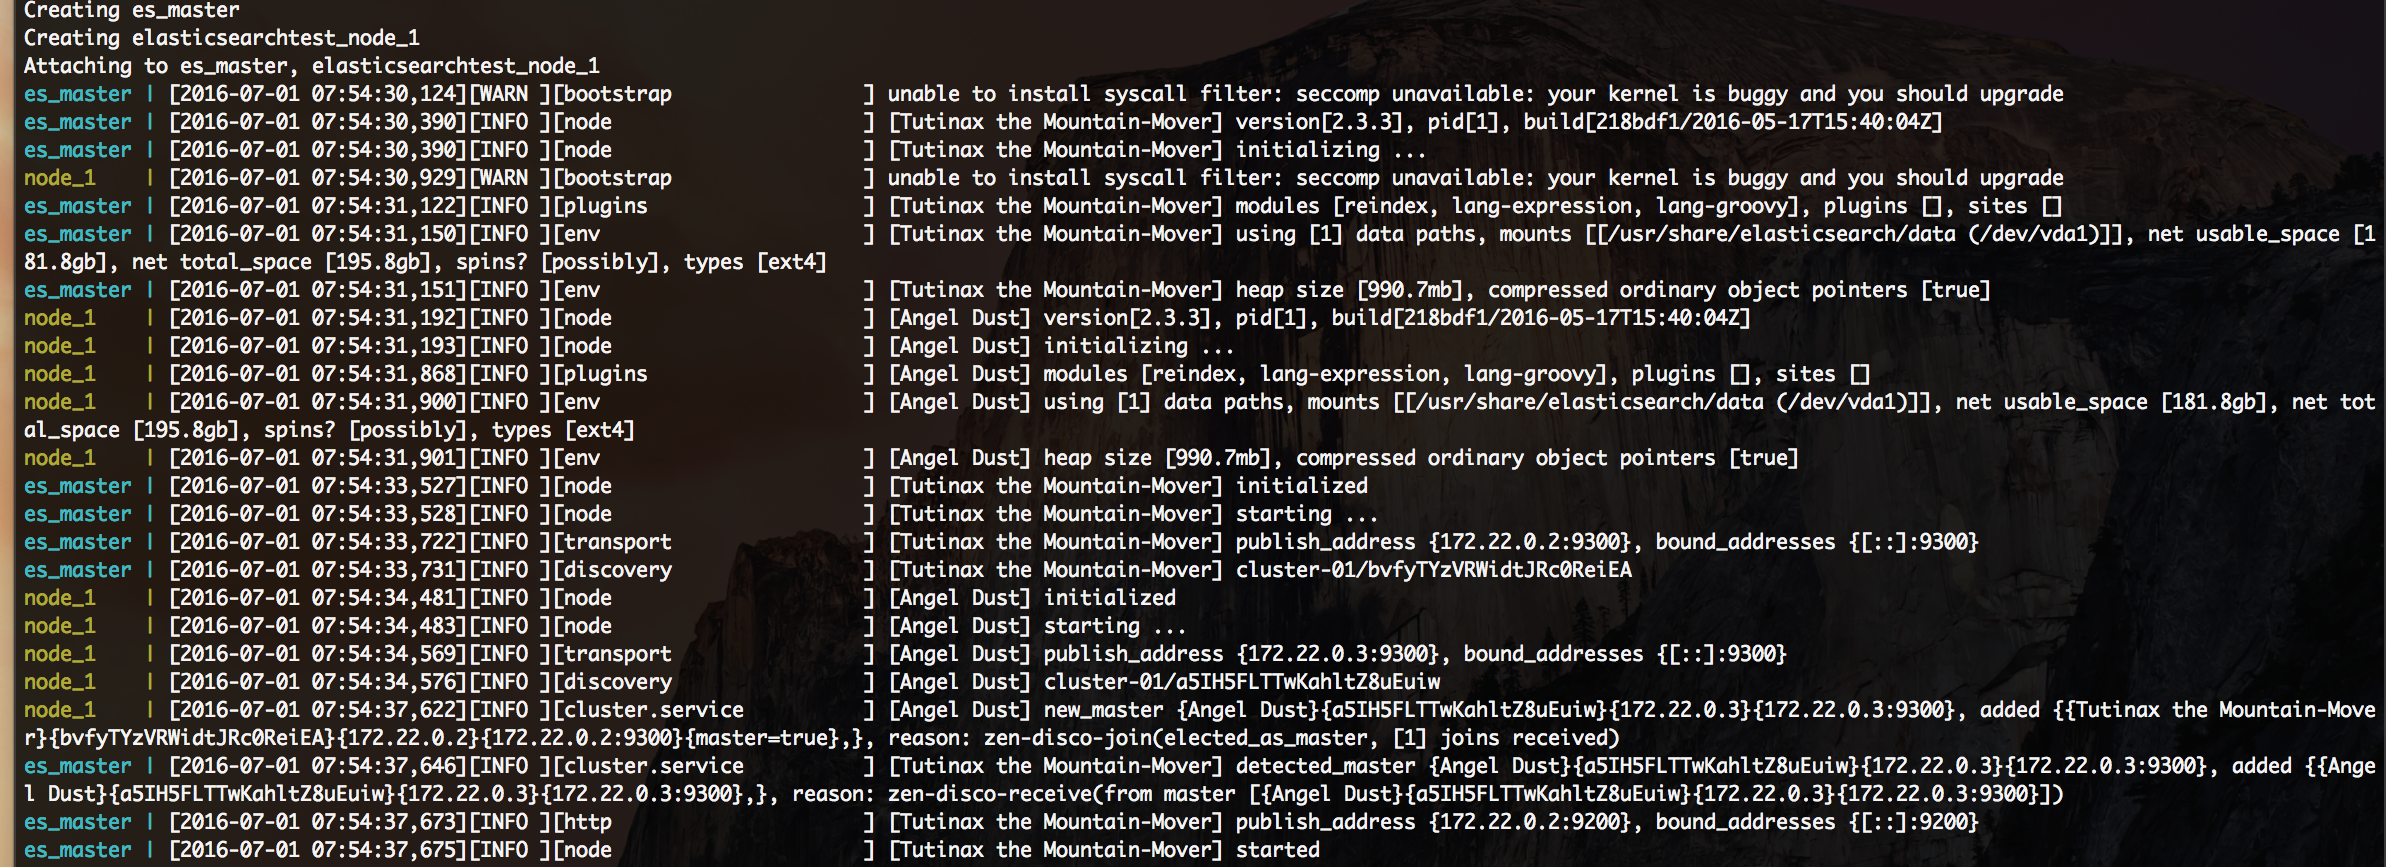 Creating es_master
Creating elasticsearchtest_node_1
Attaching to es_master, elasticsearchtest_node_1
es_master | [2016-07-01 07:54:30,124][WARN ][bootstrap                ] unable to install syscall filter: seccomp unavailable: your kernel is buggy and you should upgrade
es_master | [2016-07-01 07:54:30,390][INFO ][node                     ] [Tutinax the Mountain-Mover] version[2.3.3], pid[1], build[218bdf1/2016-05-17T15:40:04Z]
es_master | [2016-07-01 07:54:30,390][INFO ][node                     ] [Tutinax the Mountain-Mover] initializing ...
node_1    | [2016-07-01 07:54:30,929][WARN ][bootstrap                ] unable to install syscall filter: seccomp unavailable: your kernel is buggy and you should upgrade
es_master | [2016-07-01 07:54:31,122][INFO ][plugins                  ] [Tutinax the Mountain-Mover] modules [reindex, lang-expression, lang-groovy], plugins [], sites []
es_master | [2016-07-01 07:54:31,150][INFO ][env                      ] [Tutinax the Mountain-Mover] using [1] data paths, mounts [[/usr/share/elasticsearch/data (/dev/vda1)]], net usable_space [1
81.8gb], net total_space [195.8gb], spins? [possibly], types [ext4]
es_master | [2016-07-01 07:54:31,151][INFO ][env                      ] [Tutinax the Mountain-Mover] heap size [990.7mb], compressed ordinary object pointers [true]
node_1    | [2016-07-01 07:54:31,192][INFO ][node                     ] [Angel Dust] version[2.3.3], pid[1], build[218bdf1/2016-05-17T15:40:04Z]
node_1    | [2016-07-01 07:54:31,193][INFO ][node                     ] [Angel Dust] initializing ...
node_1    | [2016-07-01 07:54:31,868][INFO ][plugins                  ] [Angel Dust] modules [reindex, lang-expression, lang-groovy], plugins [], sites []
node_1    | [2016-07-01 07:54:31,900][INFO ][env                      ] [Angel Dust] using [1] data paths, mounts [[/usr/share/elasticsearch/data (/dev/vda1)]], net usable_space [181.8gb], net tot
al_space [195.8gb], spins? [possibly], types [ext4]
node_1    | [2016-07-01 07:54:31,901][INFO ][env                      ] [Angel Dust] heap size [990.7mb], compressed ordinary object pointers [true]
es_master | [2016-07-01 07:54:33,527][INFO ][node                     ] [Tutinax the Mountain-Mover] initialized
es_master | [2016-07-01 07:54:33,528][INFO ][node                     ] [Tutinax the Mountain-Mover] starting ...
es_master | [2016-07-01 07:54:33,722][INFO ][transport                ] [Tutinax the Mountain-Mover] publish_address {172.22.0.2:9300}, bound_addresses {[::]:9300}
es_master | [2016-07-01 07:54:33,731][INFO ][discovery                ] [Tutinax the Mountain-Mover] cluster-01/bvfyTYzVRWidtJRc0ReiEA
node_1    | [2016-07-01 07:54:34,481][INFO ][node                     ] [Angel Dust] initialized
node_1    | [2016-07-01 07:54:34,483][INFO ][node                     ] [Angel Dust] starting ...
node_1    | [2016-07-01 07:54:34,569][INFO ][transport                ] [Angel Dust] publish_address {172.22.0.3:9300}, bound_addresses {[::]:9300}
node_1    | [2016-07-01 07:54:34,576][INFO ][discovery                ] [Angel Dust] cluster-01/a5IH5FLTTwKahltZ8uEuiw
node_1    | [2016-07-01 07:54:37,622][INFO ][cluster.service          ] [Angel Dust] new_master {Angel Dust}{a5IH5FLTTwKahltZ8uEuiw}{172.22.0.3}{172.22.0.3:9300}, added {{Tutinax the Mountain-Move
r}{bvfyTYzVRWidtJRc0ReiEA}{172.22.0.2}{172.22.0.2:9300}{master=true},}, reason: zen-disco-join(elected_as_master, [1] joins received)
es_master | [2016-07-01 07:54:37,646][INFO ][cluster.service          ] [Tutinax the Mountain-Mover] detected_master {Angel Dust}{a5IH5FLTTwKahltZ8uEuiw}{172.22.0.3}{172.22.0.3:9300}, added {{Ange
l Dust}{a5IH5FLTTwKahltZ8uEuiw}{172.22.0.3}{172.22.0.3:9300},}, reason: zen-disco-receive(from master [{Angel Dust}{a5IH5FLTTwKahltZ8uEuiw}{172.22.0.3}{172.22.0.3:9300}])
es_master | [2016-07-01 07:54:37,673][INFO ][http                     ] [Tutinax the Mountain-Mover] publish_address {172.22.0.2:9200}, bound_addresses {[::]:9200}
es_master | [2016-07-01 07:54:37,675][INFO ][node                     ] [Tutinax the Mountain-Mover] started